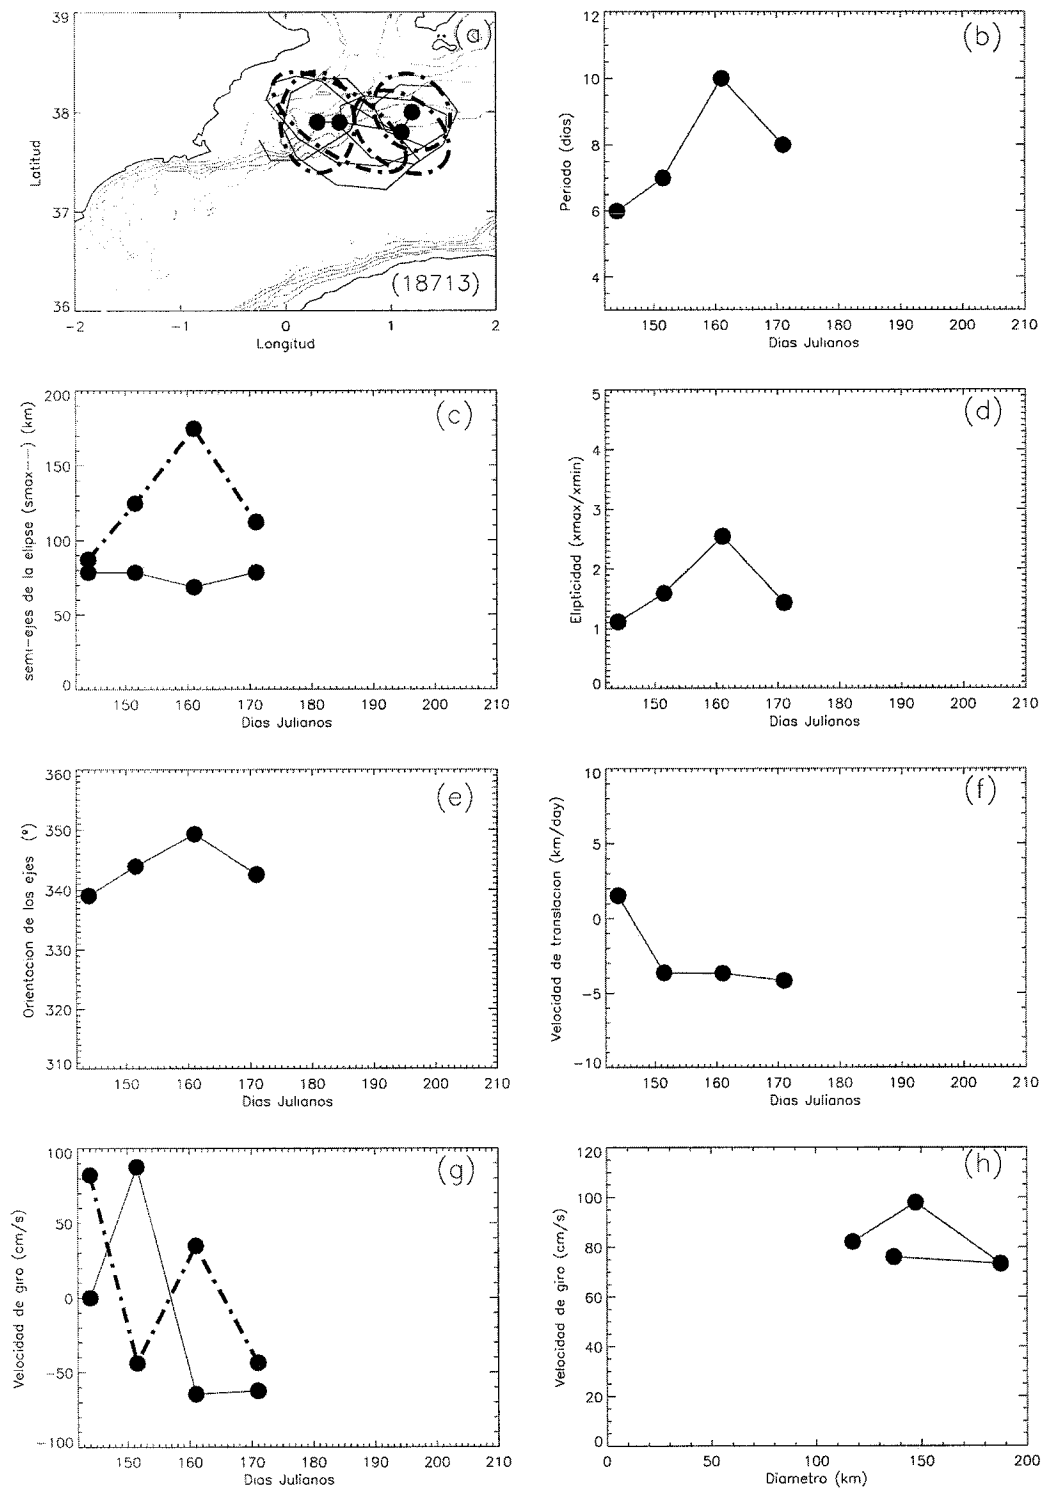 39
38
37
36
Latitud
-2
-1
0
1
2
Longitud
(a)
(18713)
12
10
8
6
4
Periodo (dias)
150 160 170 180 190 200 210
Dias Julianos
(b)
200
150
100
50
0
semi-ejes de la elipse (smax--) (km)
150 160 170 180 190 200 210
Dias Julianos
(c)
5
4
3
2
1
0
Elipticidad (xmax/xmin)
150 160 170 180 190 200 210
Dias Julianos
(d)
360
350
340
330
320
310
Orientacion de los ejes (º)
150 160 170 180 190 200 210
Dias Julianos
(e)
10
5
0
-5
-10
Velocidad de translacion (km/day)
150 160 170 180 190 200 210
Dias Julianos
(f)
100
50
0
-50
-100
Velocidad de giro (cm/s)
150 160 170 180 190 200 210
Dias Julianos
(g)
120
100
80
60
40
20
0
Velocidad de giro (cm/s)
0 50 100 150 200
Diametro (km)
(h)